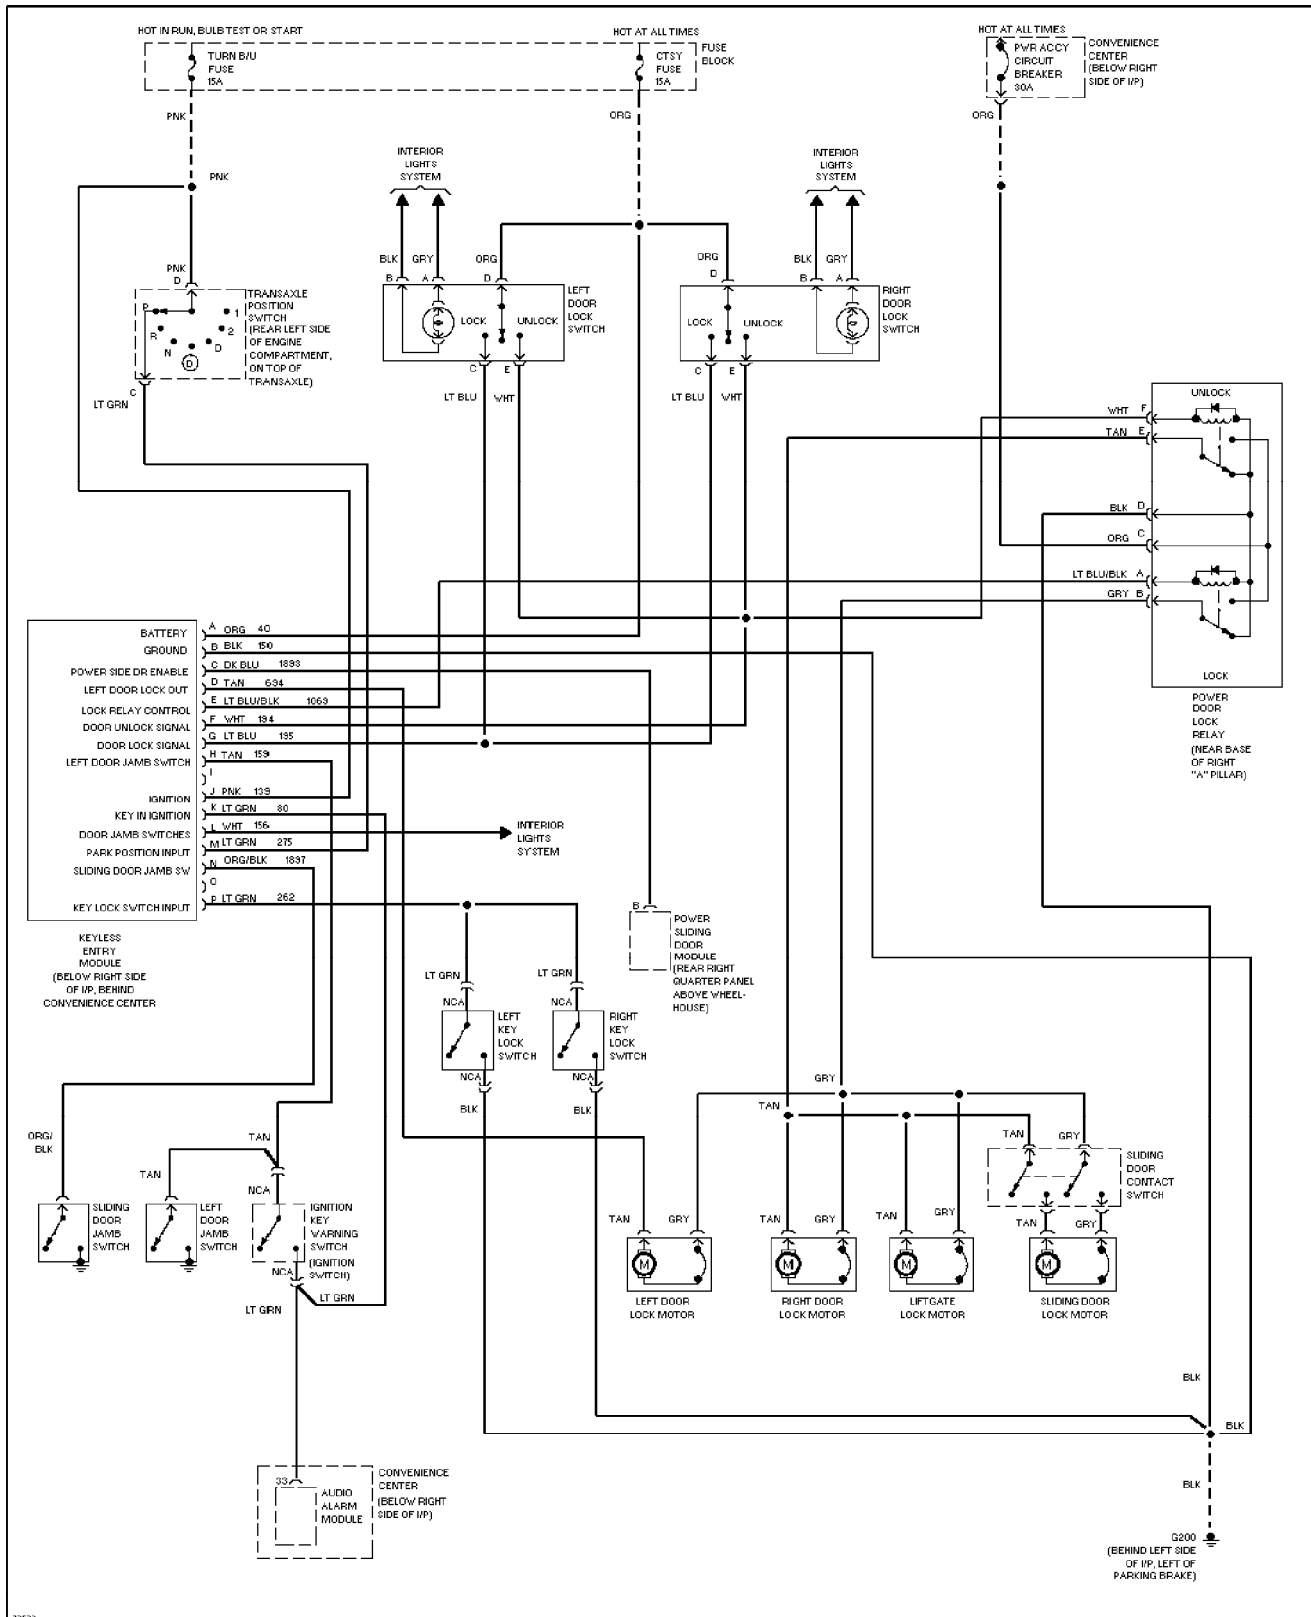 HOT IN RUN, BULB TEST OR START
HOT AT ALL TIMES
HOT AT ALL TIMES
TURN B/U
FUSE
15A
CTSY
FUSE
15A
FUSE
BLOCK
PWR ACCY
CIRCUIT
BREAKER
30A
CONVENIENCE
CENTER
(BELOW RIGHT
SIDE OF I/P)
PNK
ORG
ORG
PNK
INTERIOR
LIGHTS
SYSTEM
INTERIOR
LIGHTS
SYSTEM
PNK
D
BLK
GRY
ORG
B
A
D
ORG
D
BLK
GRY
B
A
P
R
N
D
D
2
1
TRANSAXLE
POSITION
SWITCH
(REAR LEFT SIDE
OF ENGINE
COMPARTMENT,
ON TOP OF
TRANSAXLE)
LOCK
UNLOCK
LEFT
DOOR
LOCK
SWITCH
LOCK
UNLOCK
RIGHT
DOOR
LOCK
SWITCH
C
LT GRN
C
E
LT BLU
WHT
C
E
LT BLU
WHT
UNLOCK
WHT F
TAN E
BLK D
ORG C
LT BLU/BLK A
GRY B
LOCK
POWER
DOOR
LOCK
RELAY
(NEAR BASE
OF RIGHT
"A" PILLAR)
BATTERY A ORG 40
GROUND B BLK 150
POWER SIDE DR ENABLE C DK BLU 1893
LEFT DOOR LOCK OUT D TAN 694
LOCK RELAY CONTROL E LT BLU/BLK 1069
DOOR UNLOCK SIGNAL F WHT 194
DOOR LOCK SIGNAL G LT BLU 195
LEFT DOOR JAMB SWITCH H TAN 159
I
IGNITION J PNK 139
KEY IN IGNITION K LT GRN 80
DOOR JAMB SWITCHES L WHT 156
PARK POSITION INPUT M LT GRN 275
SLIDING DOOR JAMB SW N ORG/BLK 1897
O
KEY LOCK SWITCH INPUT P LT GRN 262
INTERIOR
LIGHTS
SYSTEM
KEYLESS
ENTRY
MODULE
(BELOW RIGHT SIDE
OF I/P, BEHIND
CONVENIENCE CENTER
B
POWER
SLIDING
DOOR
MODULE
(REAR RIGHT
QUARTER PANEL
ABOVE WHEEL-
HOUSE)
LT GRN
LT GRN
NCA
NCA
LEFT
KEY
LOCK
SWITCH
RIGHT
KEY
LOCK
SWITCH
NCA
NCA
BLK
BLK
GRY
TAN
ORG/
BLK
TAN
TAN
NCA
SLIDING
DOOR
JAMB
SWITCH
LEFT
DOOR
JAMB
SWITCH
IGNITION
KEY
WARNING
SWITCH
(IGNITION
SWITCH)
NCA
LT GRN
LT GRN
TAN
GRY
SLIDING
DOOR
CONTACT
SWITCH
TAN
GRY
TAN
GRY
TAN
GRY
TAN
GRY
M
M
M
M
LEFT DOOR
LOCK MOTOR
RIGHT DOOR
LOCK MOTOR
LIFTGATE
LOCK MOTOR
SLIDING DOOR
LOCK MOTOR
BLK
BLK
BLK
33
AUDIO
ALARM
MODULE
CONVENIENCE
CENTER
(BELOW RIGHT
SIDE OF I/P)
G200
(BEHIND LEFT SIDE
OF I/P, LEFT OF
PARKING BRAKE)